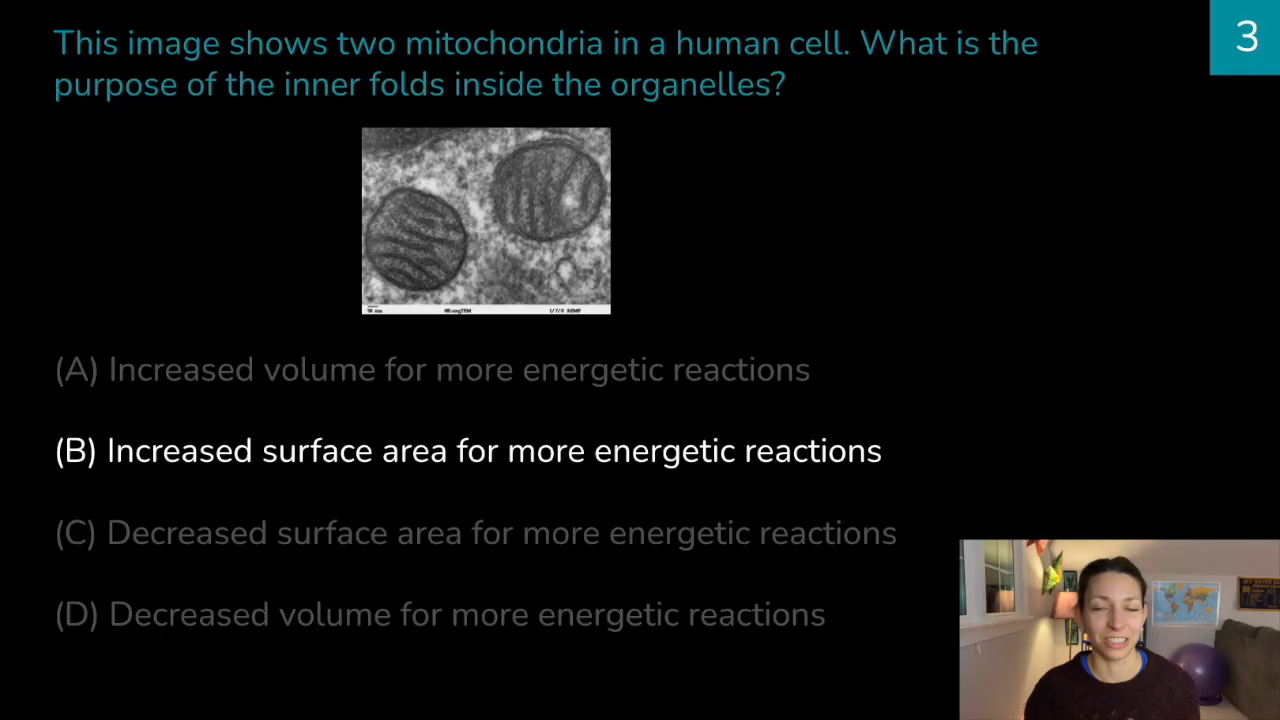 This image shows two mitochondria in a human cell. What is the
3
purpose of the inner folds inside the organelles?
(A) Increased volume for more energetic reactions
(B) Increased surface area for more energetic reactions
(C) Decreased surface area for more energetic reactions
(D) Decreased volume for more energetic reactions